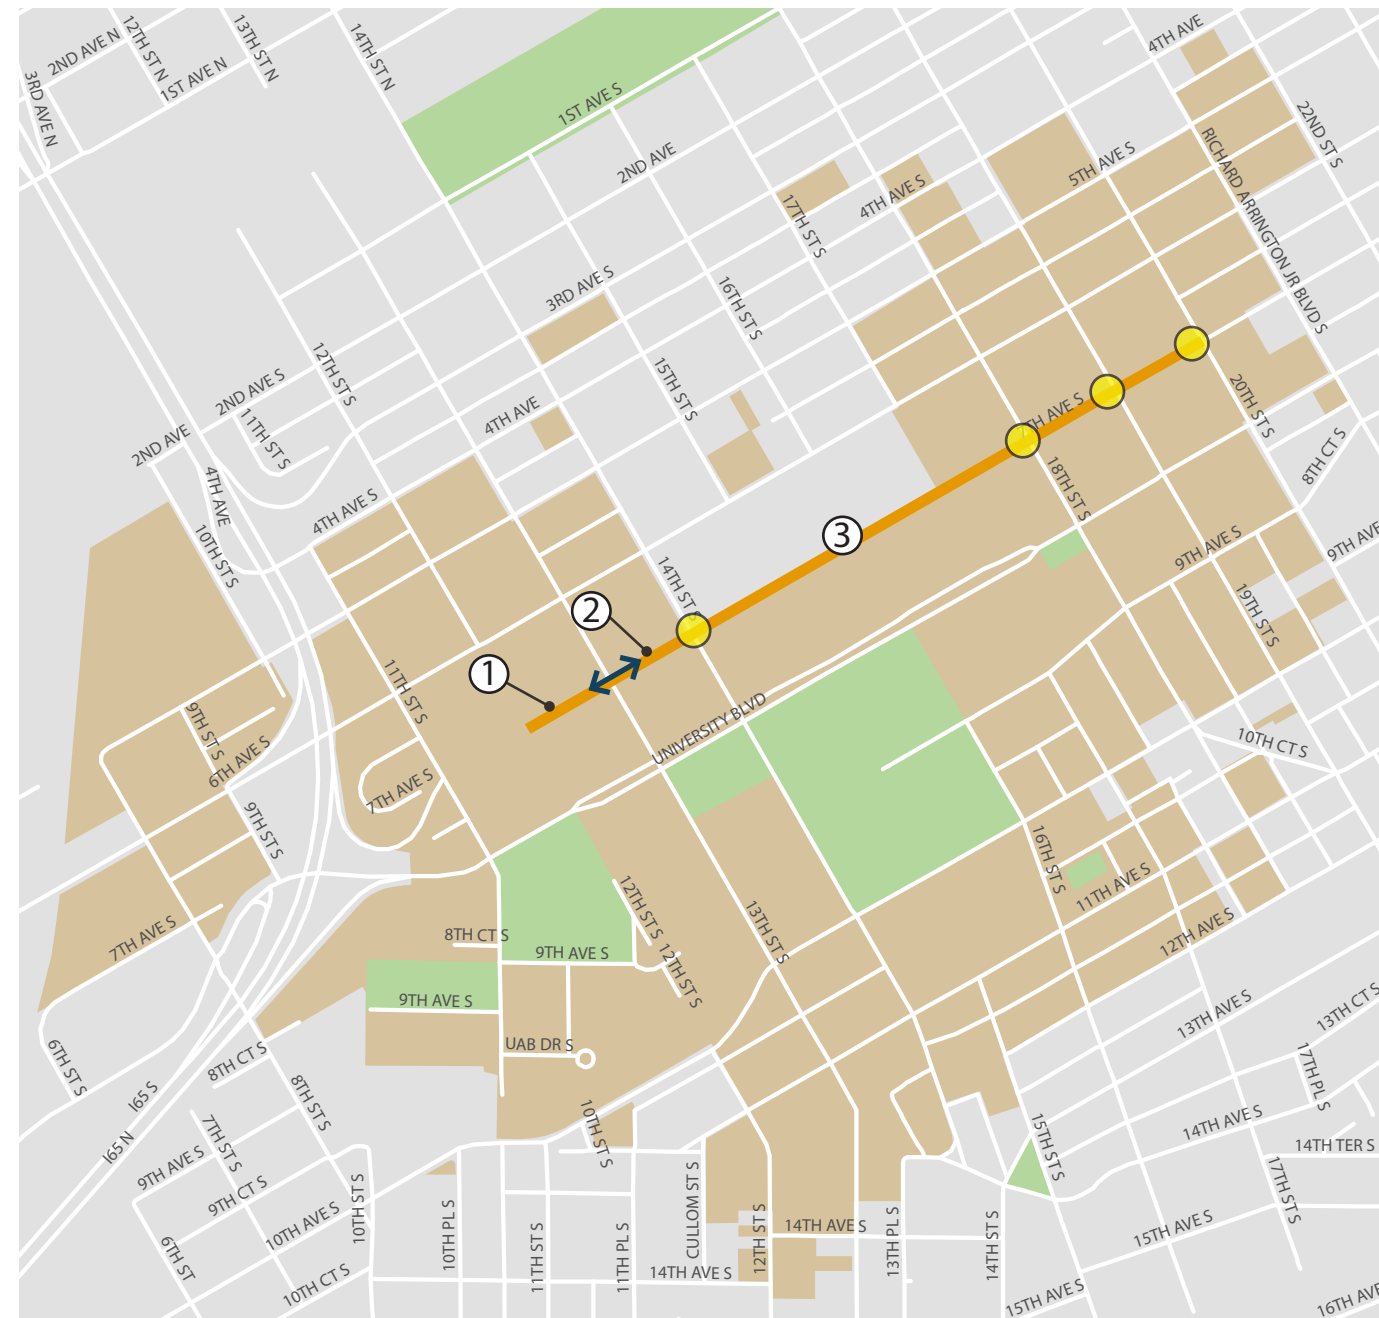 2ND AVE N
12TH ST N
13TH ST N
14TH ST N
4TH AVE
3RD AVE N
1ST AVE N
1ST AVE S
22ND ST S
2ND AVE
5TH AVE S
RICHARD ARRINGTON JR BLVD S
17TH ST S
4TH AVE S
3RD AVE S
16TH ST S
12TH ST S
2ND AVE S
15TH ST S
11TH ST S
4TH AVE
20TH ST S
2ND AVE
7TH AVE S
8TH CT S
4TH AVE
4TH AVE S
18TH ST S
10TH ST S
3
9TH AVE S
9TH AVE
14TH ST S
2
19TH ST S
1
11TH ST S
9TH ST S
UNIVERSITY BLVD
6TH AVE S
10TH CT S
7TH AVE S
9TH ST S
16TH ST S
11TH AVE S
12TH ST S
13TH ST S
12TH AVE S
7TH AVE S
8TH CT S
9TH AVE S
12TH ST S
9TH AVE S
13TH AVE S
13TH CT S
UAB DR S
6TH ST S
8TH CT S
17TH PL S
I65 S
8TH ST S
10TH ST S
15TH ST S
14TH AVE S
I65 N
7TH ST S
14TH TER S
9TH AVE S
9TH CT S
10TH ST S
10TH PL S
11TH ST S
11TH PL S
CULLOM ST S
12TH ST S
14TH AVE S
13TH PL S
14TH ST S
17TH ST S
15TH AVE S
10TH AVE S
6TH ST
10TH CT S
14TH AVE S
15TH AVE S
16TH AVE